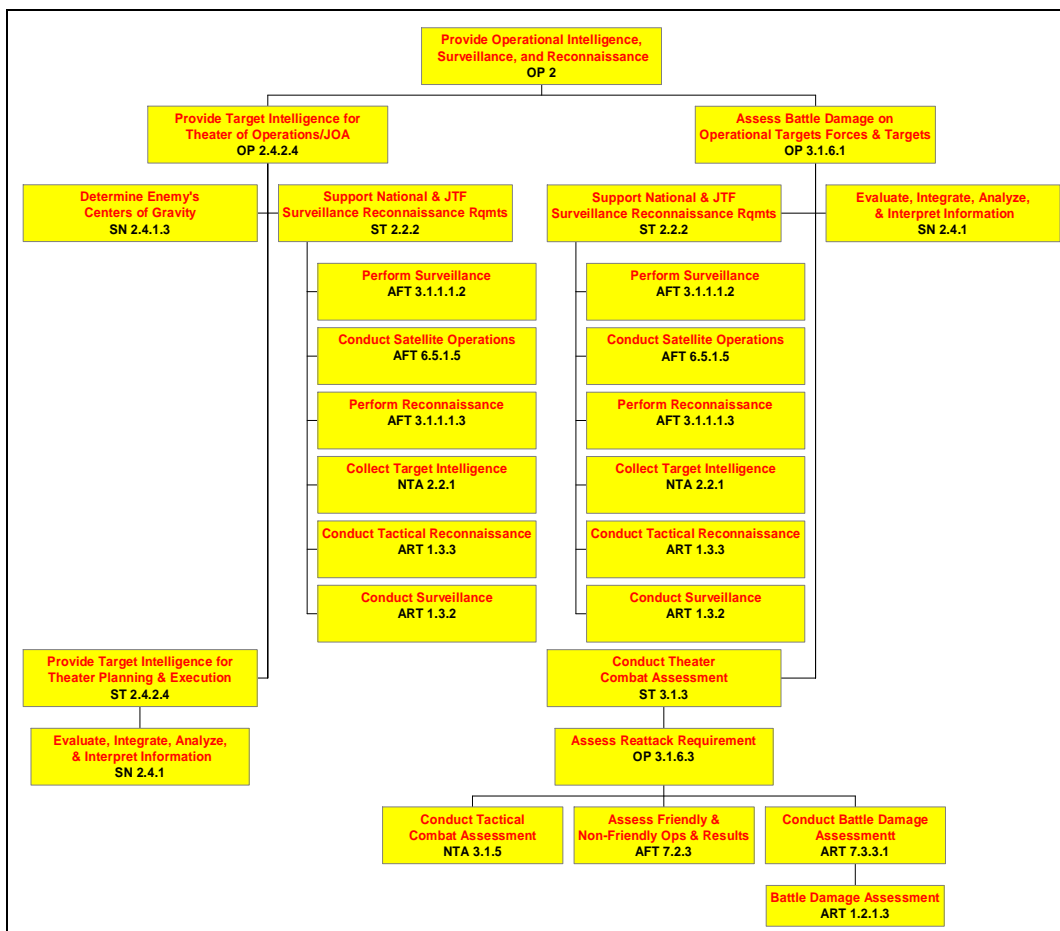 Provide Operational Intelligence,
Surveillance, and Reconnaissance
OP 2
Provide Target Intelligence for
Theater of Operations/JOA
OP 2.4.2.4
Assess Battle Damage on
Operational Targets Forces & Targets
OP 3.1.6.1
Determine Enemy's
Centers of Gravity
SN 2.4.1.3
Support National & JTF
Surveillance Reconnaissance Rqmts
ST 2.2.2
Support National & JTF
Surveillance Reconnaissance Rqmts
ST 2.2.2
Evaluate, Integrate, Analyze,
& Interpret Information
SN 2.4.1
Perform Surveillance
AFT 3.1.1.1.2
Perform Surveillance
AFT 3.1.1.1.2
Conduct Satellite Operations
AFT 6.5.1.5
Conduct Satellite Operations
AFT 6.5.1.5
Perform Reconnaissance
AFT 3.1.1.1.3
Perform Reconnaissance
AFT 3.1.1.1.3
Collect Target Intelligence
NTA 2.2.1
Collect Target Intelligence
NTA 2.2.1
Conduct Tactical Reconnaissance
ART 1.3.3
Conduct Tactical Reconnaissance
ART 1.3.3
Conduct Surveillance
ART 1.3.2
Conduct Surveillance
ART 1.3.2
Provide Target Intelligence for
Theater Planning & Execution
ST 2.4.2.4
Conduct Theater
Combat Assessment
ST 3.1.3
Evaluate, Integrate, Analyze,
& Interpret Information
SN 2.4.1
Assess Reattack Requirement
OP 3.1.6.3
Conduct Tactical
Combat Assessment
NTA 3.1.5
Assess Friendly &
Non-Friendly Ops & Results
AFT 7.2.3
Conduct Battle Damage
Assessmentt
ART 7.3.3.1
Battle Damage Assessment
ART 1.2.1.3